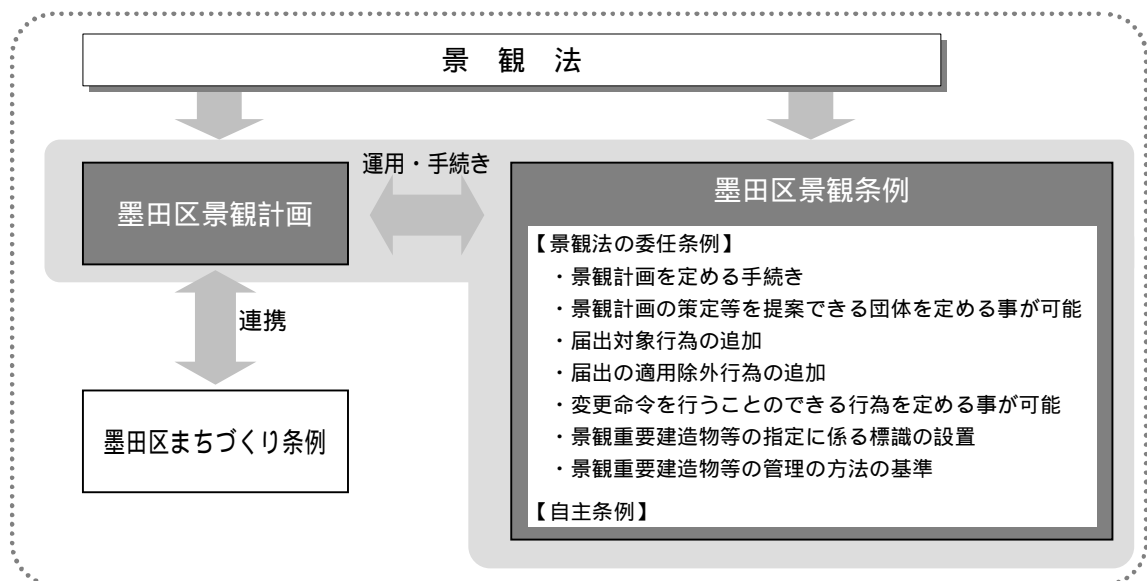 景 観 法
運用・手続き
墨田区景観計画
連携
墨田区まちづくり条例
墨田区景観条例
【景観法の委任条例】
・景観計画を定める手続き
・景観計画の策定等を提案できる団体を定める事が可能
・届出対象行為の追加
・届出の適用除外行為の追加
・変更命令を行うことのできる行為を定める事が可能
・景観重要建造物等の指定に係る標識の設置
・景観重要建造物等の管理の方法の基準
【自主条例】